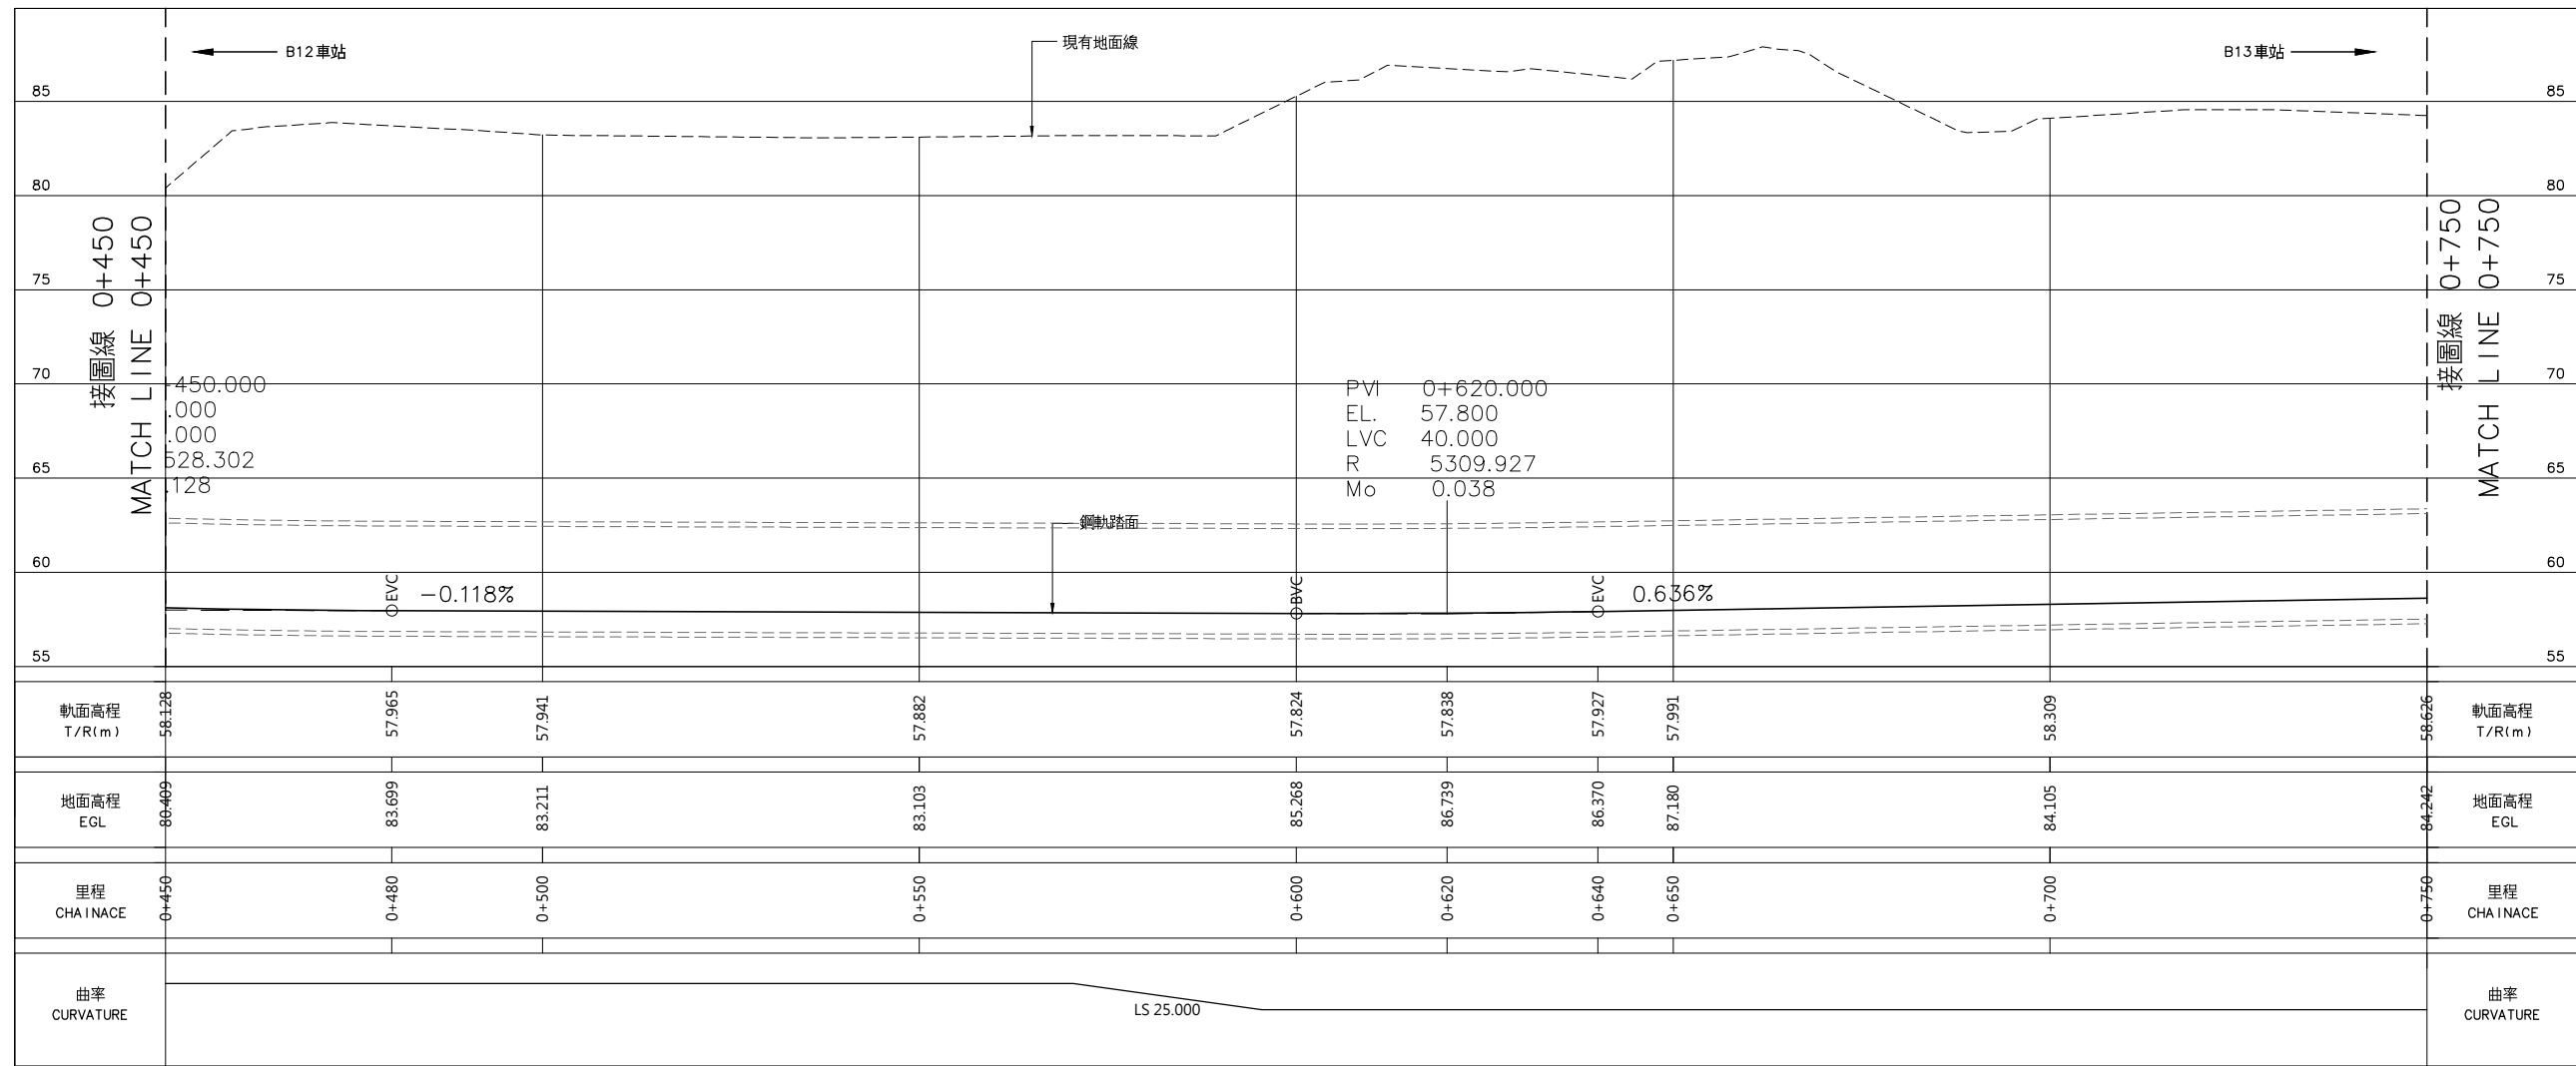 B12車站
現有地面線
B13車站
85
85
80
80
75
75
70
70
65
65
60
60
55
55
接圖線 0+450
MATCH LINE 0+450
接圖線 0+750
MATCH LINE 0+750
450.000
.000
.000
528.302
.128
PVI 0+620.000
EL. 57.800
LVC 40.000
R 5309.927
Mo 0.038
鋼軌踏面
EVC
-0.118%
BVC
EVC
0.636%
軌面高程
T/R(m)
58.128
57.965
57.941
57.882
57.824
57.838
57.927
57.991
58.309
58.626
軌面高程
T/R(m)
地面高程
EGL
80.409
83.699
83.211
83.103
85.268
86.739
86.370
87.180
84.105
84.242
地面高程
EGL
里程
CHAINACE
0+450
0+480
0+500
0+550
0+600
0+620
0+640
0+650
0+700
0+750
里程
CHAINACE
曲率
CURVATURE
LS 25.000
曲率
CURVATURE